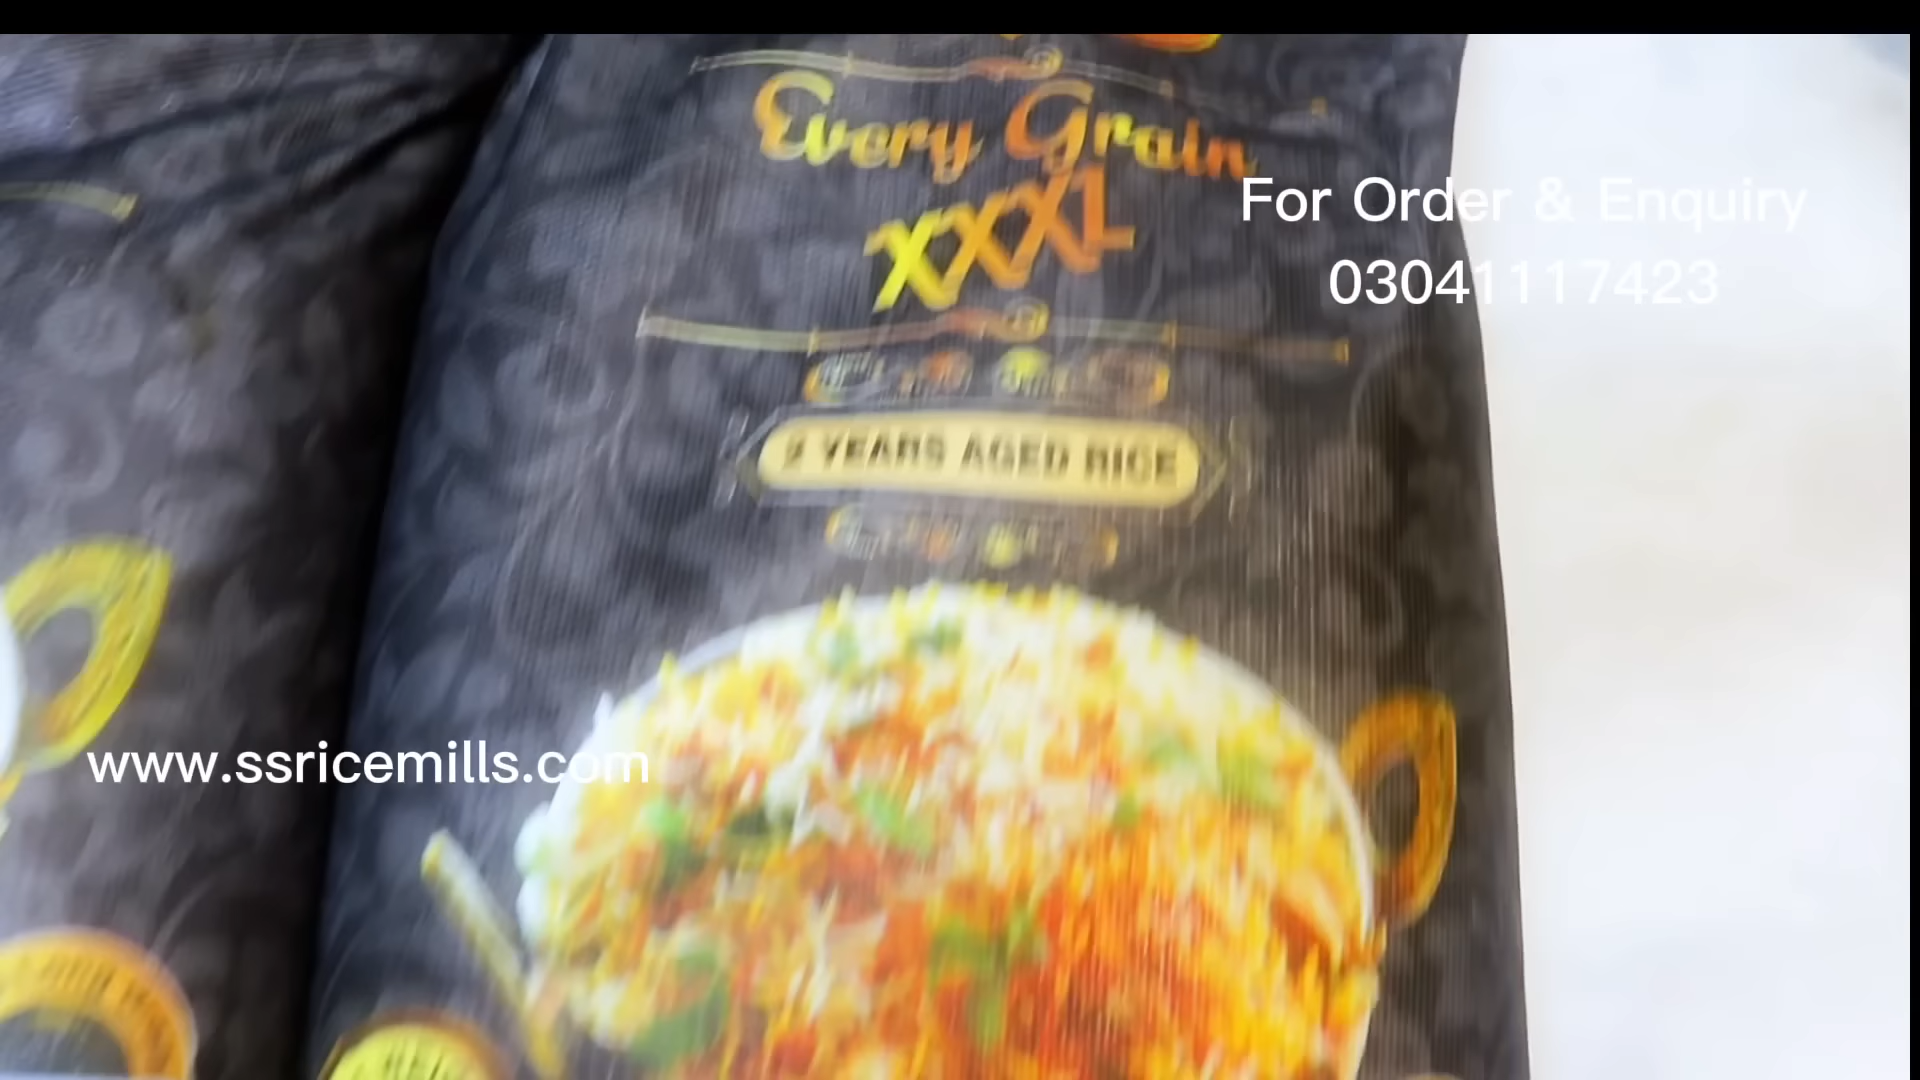 Every Grain
XXXL
For Order & Enquiry
03041117423
2 YEARS AGED RICE
www.ssricemills.com